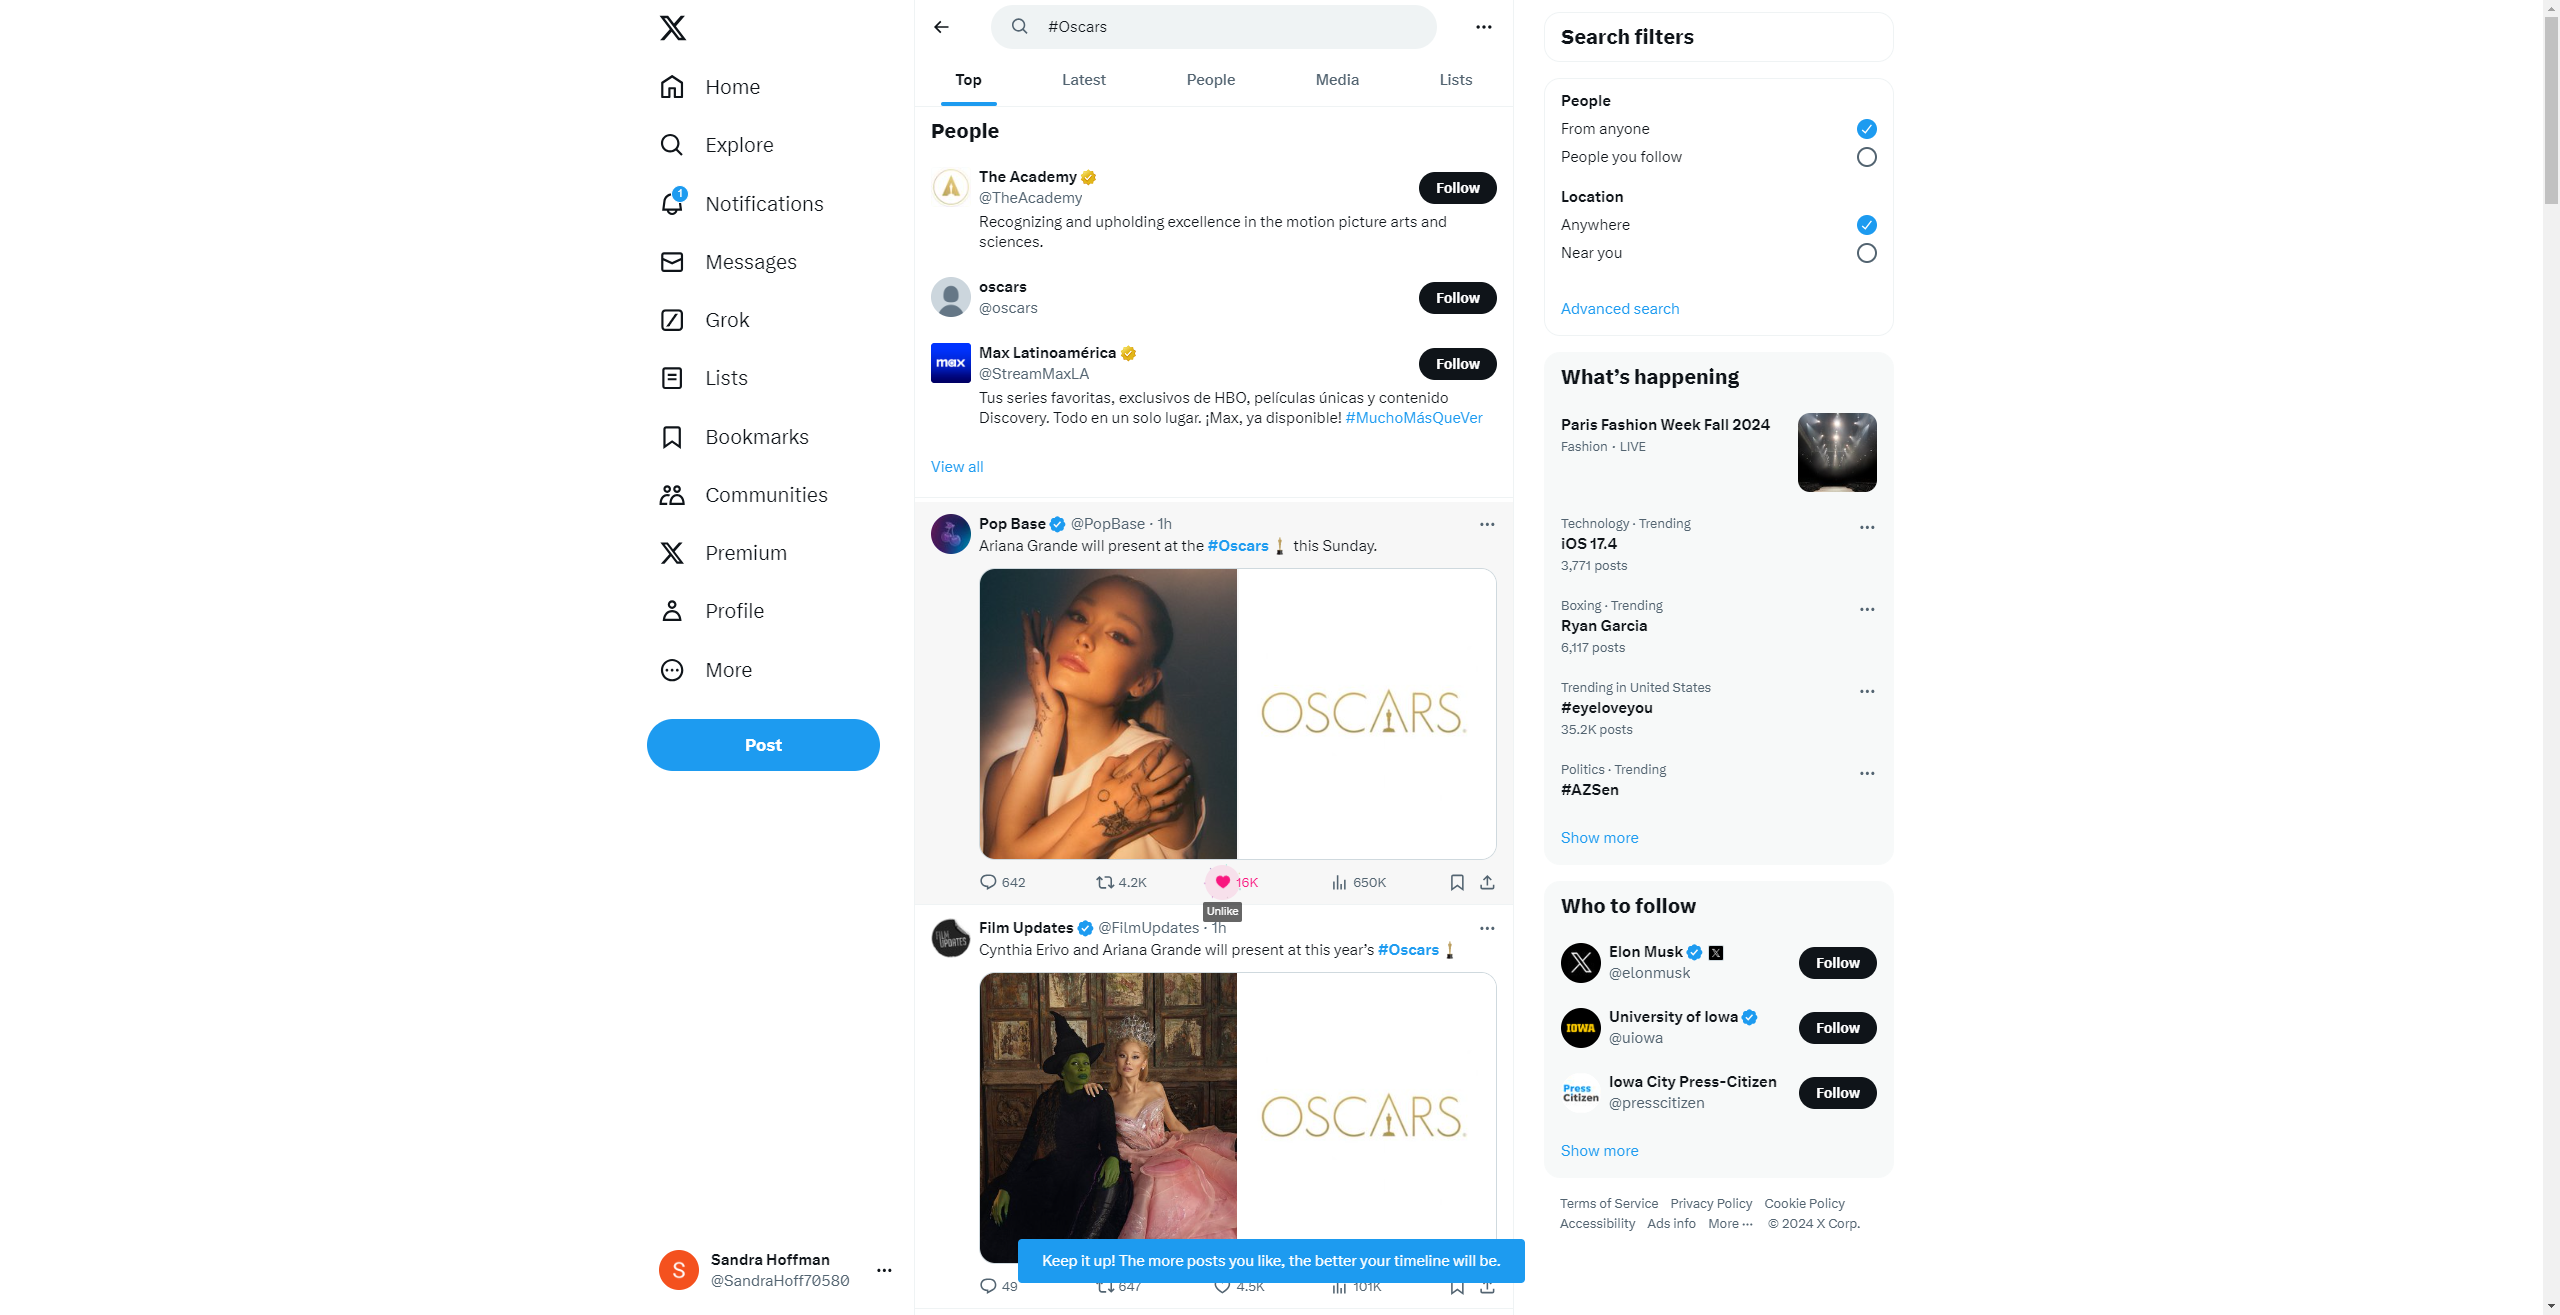 Home
Explore
1
Notifications
Messages
Grok
Lists
Bookmarks
Communities
Premium
Profile
More
Post
S
Sandra Hoffman
@SandraHoff70580
#Oscars
Top
Latest
People
Media
Lists
People
The Academy
@TheAcademy
Follow
Recognizing and upholding excellence in the motion picture arts and
sciences.
oscars
@oscars
Follow
max
Max Latinoamérica
@StreamMaxLA
Follow
Tus series favoritas, exclusivos de HBO, películas únicas y contenido
Discovery. Todo en un solo lugar. ¡Max, ya disponible! #MuchoMásQueVer
View all
Pop Base @PopBase · 1h
Ariana Grande will present at the #Oscars this Sunday.
OSCARS
642
4.2K
16K
650K
Unlike
FILM UPDATES
Film Updates @FilmUpdates · 1h
Cynthia Erivo and Ariana Grande will present at this year's #Oscars
OSCARS
Keep it up! The more posts you like, the better your timeline will be.
49
647
4.5K
101K
Search filters
People
From anyone
People you follow
Location
Anywhere
Near you
Advanced search
What's happening
Paris Fashion Week Fall 2024
Fashion · LIVE
Technology · Trending
iOS 17.4
3,771 posts
Boxing · Trending
Ryan Garcia
6,117 posts
Trending in United States
#eyeloveyou
35.2K posts
Politics · Trending
#AZSen
Show more
Who to follow
Elon Musk
@elonmusk
Follow
IOWA
University of Iowa
@uiowa
Follow
Press
Citizen
Iowa City Press-Citizen
@presscitizen
Follow
Show more
Terms of Service Privacy Policy Cookie Policy
Accessibility Ads info More ··· © 2024 X Corp.